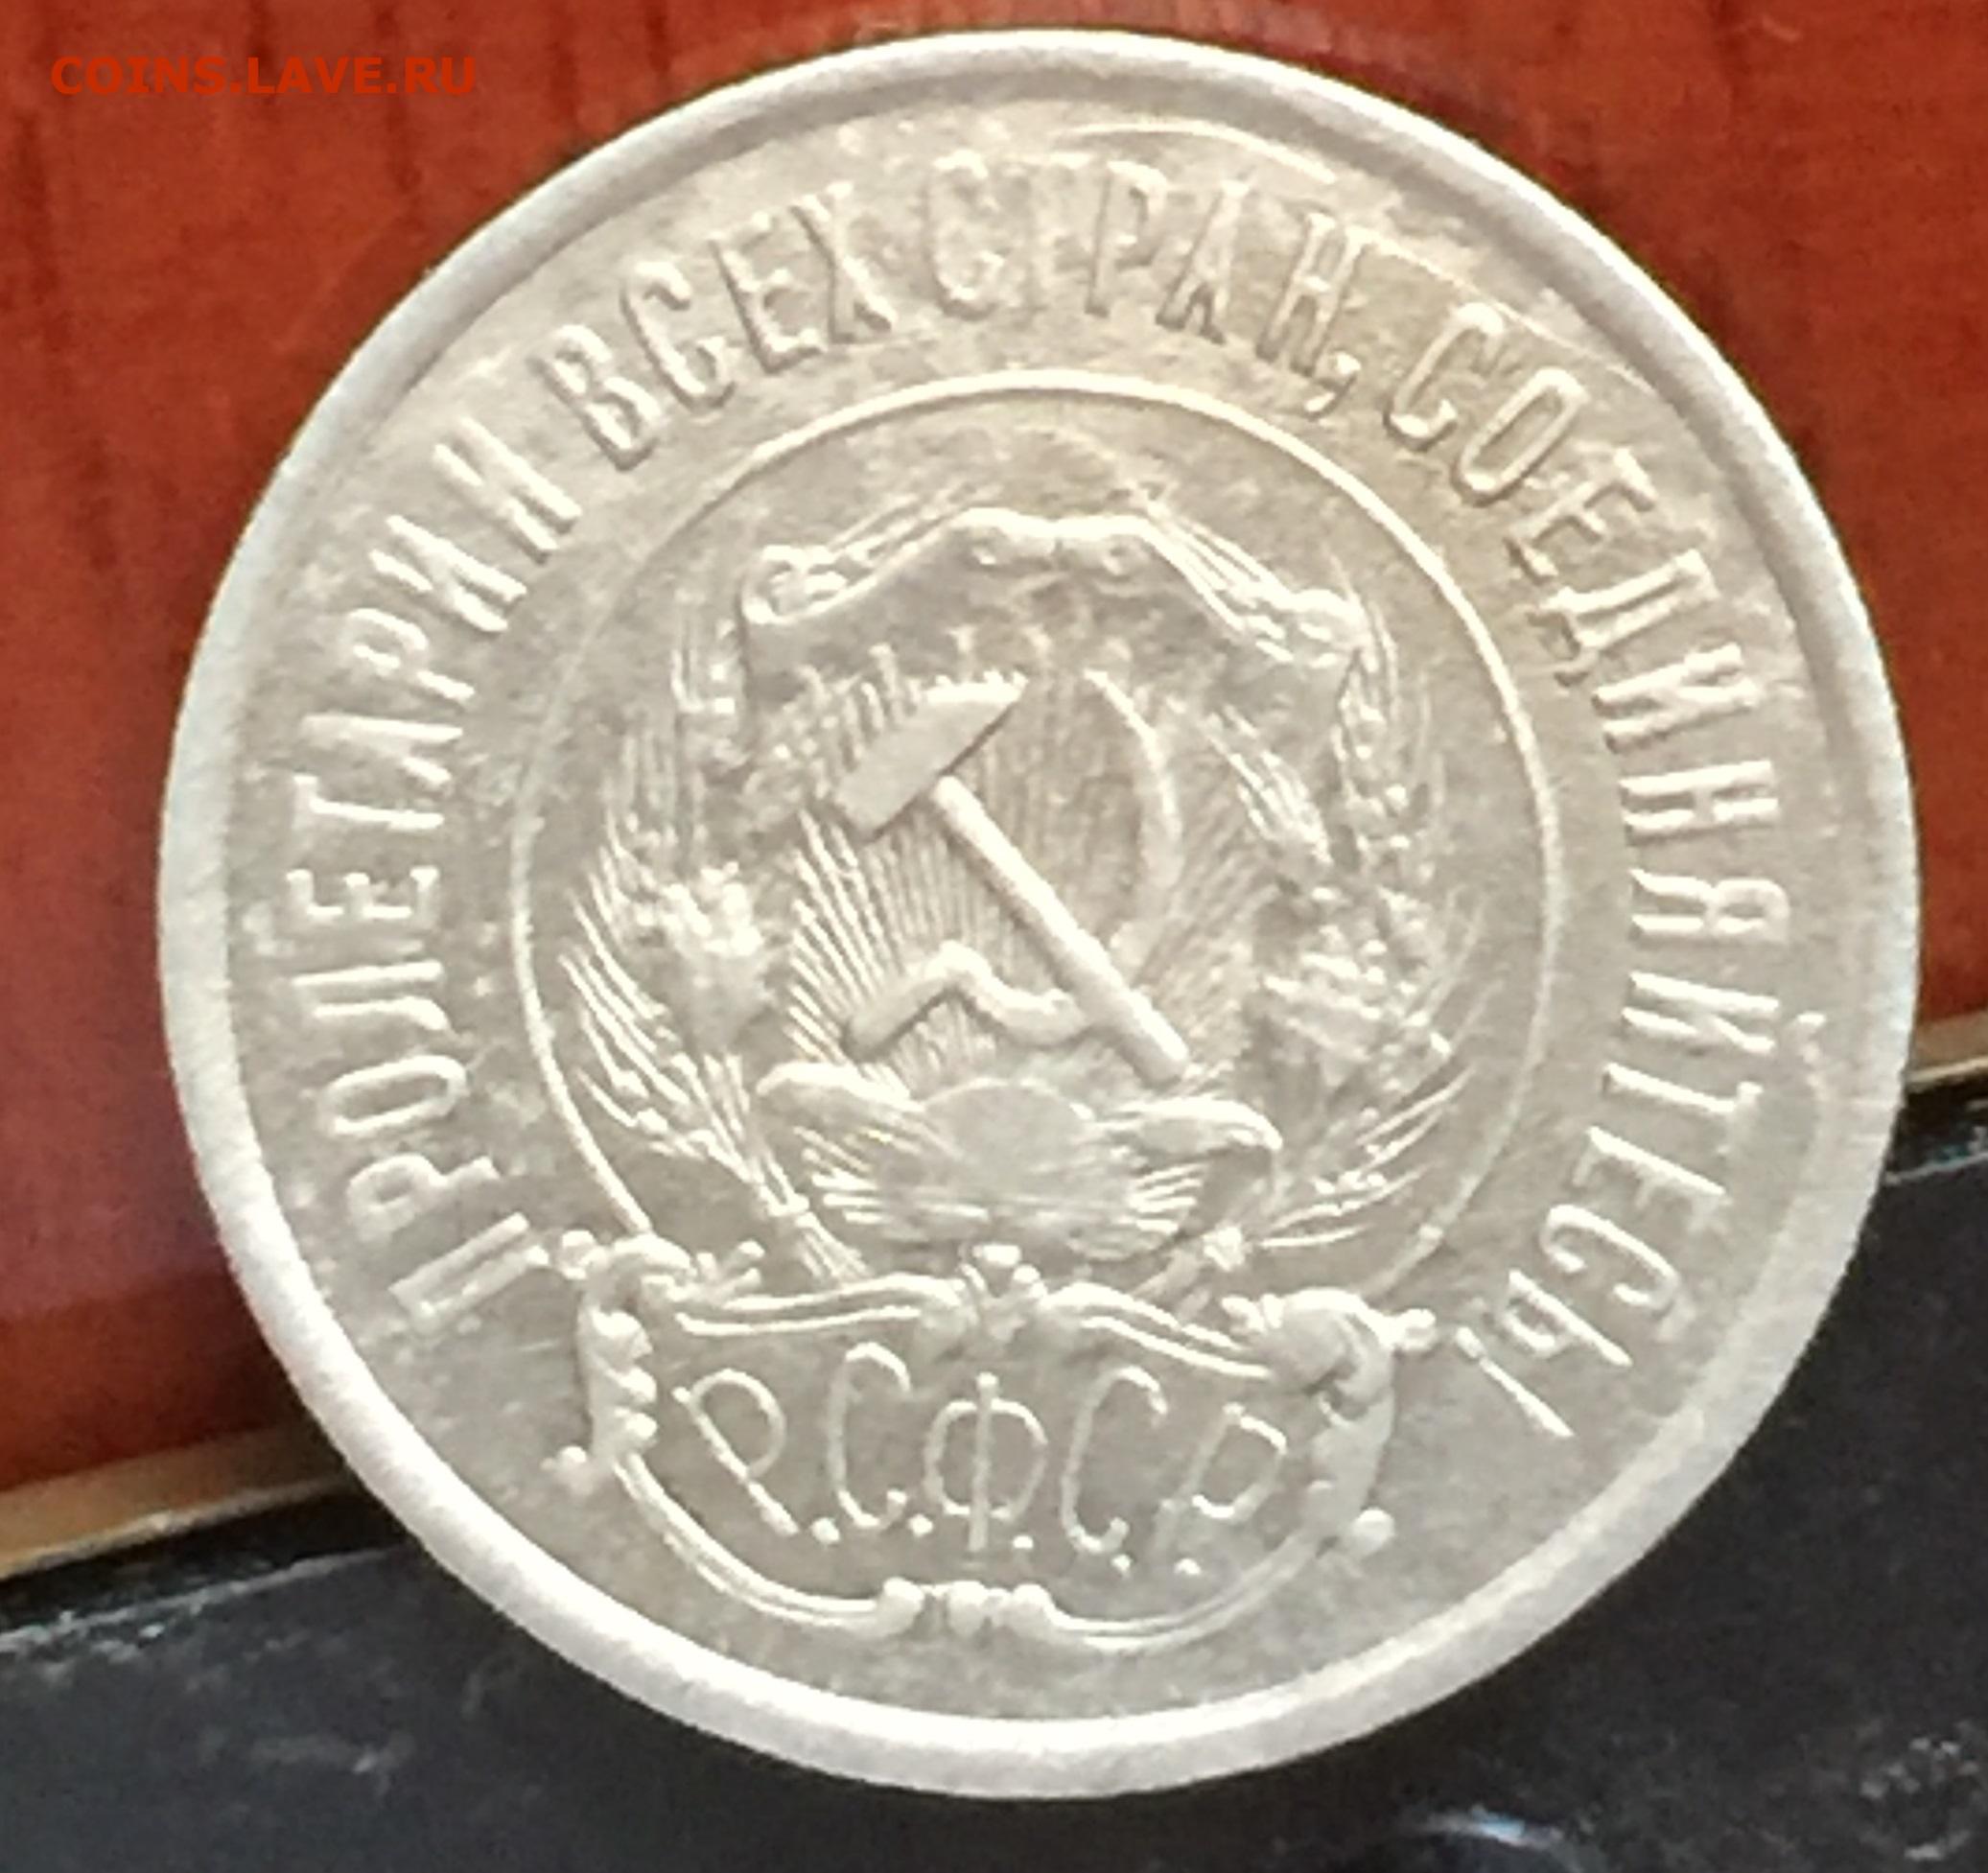 COINS.LAVE.RU
ПРОЛЕТАРИИ ВСЕХ СТРАН, СОЕДИНЯЙТЕСЬ!
Р.С.Ф.С.Р.